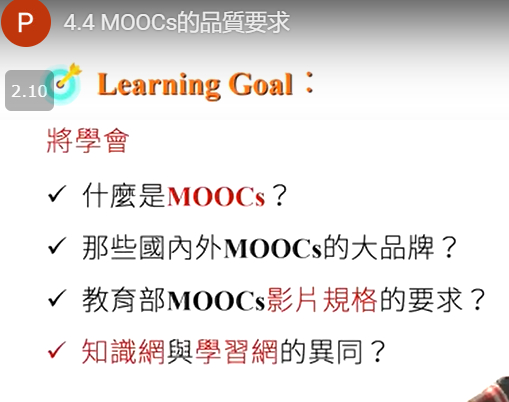 P 4.4 MOOCs的品質要求
2.10 Learning Goal：
將學會
✓ 什麼是MOOCs？
✓ 那些國內外MOOCs的大品牌？
✓ 教育部MOOCs影片規格的要求？
✓ 知識網與學習網的異同？